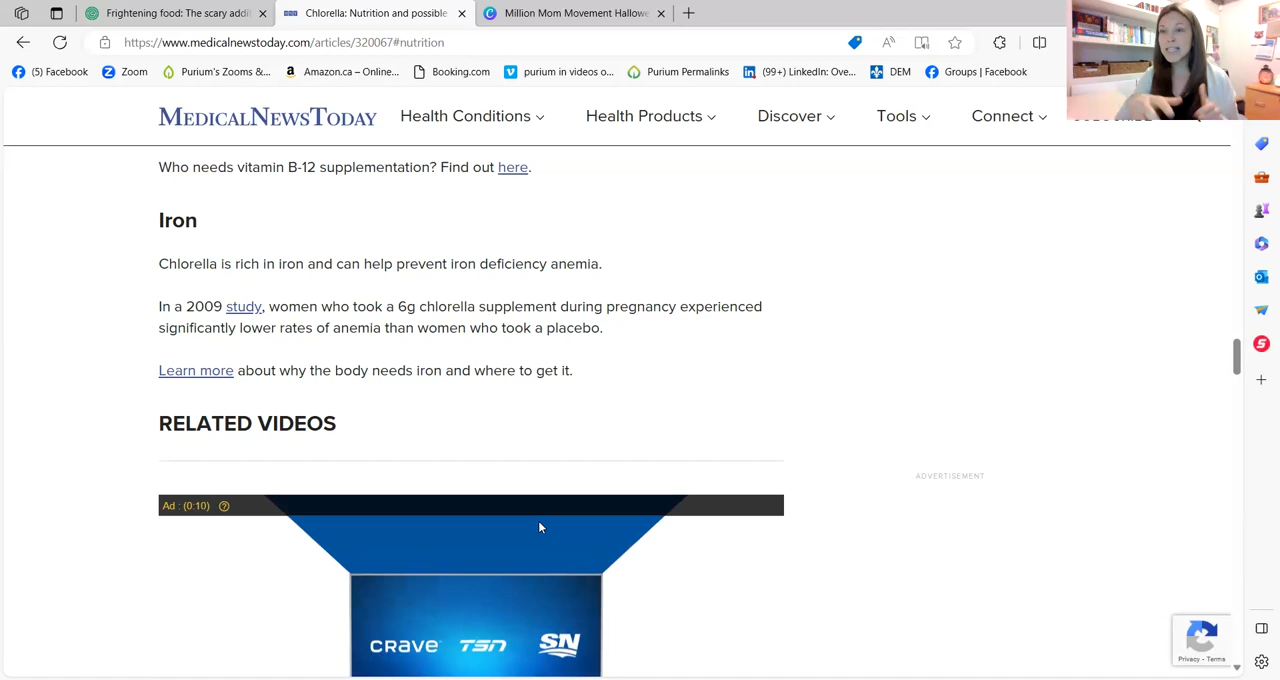 Frightening food: The scary addi
Chlorella: Nutrition and possible
Million Mom Movement Hallowe
https://www.medicalnewstoday.com/articles/320067#nutrition
(5) Facebook
Zoom
Purium's Zooms &...
Amazon.ca – Online...
Booking.com
purium in videos o...
Purium Permalinks
(99+) LinkedIn: Ove...
DEM
Groups | Facebook
MEDICALNEWSTODAY
Health Conditions
Health Products
Discover
Tools
Connect
Who needs vitamin B-12 supplementation? Find out here.
Iron
Chlorella is rich in iron and can help prevent iron deficiency anemia.
In a 2009 study, women who took a 6g chlorella supplement during pregnancy experienced
significantly lower rates of anemia than women who took a placebo.
Learn more about why the body needs iron and where to get it.
RELATED VIDEOS
ADVERTISEMENT
Ad : (0:10)
CRAVE TSN SN
Privacy - Terms